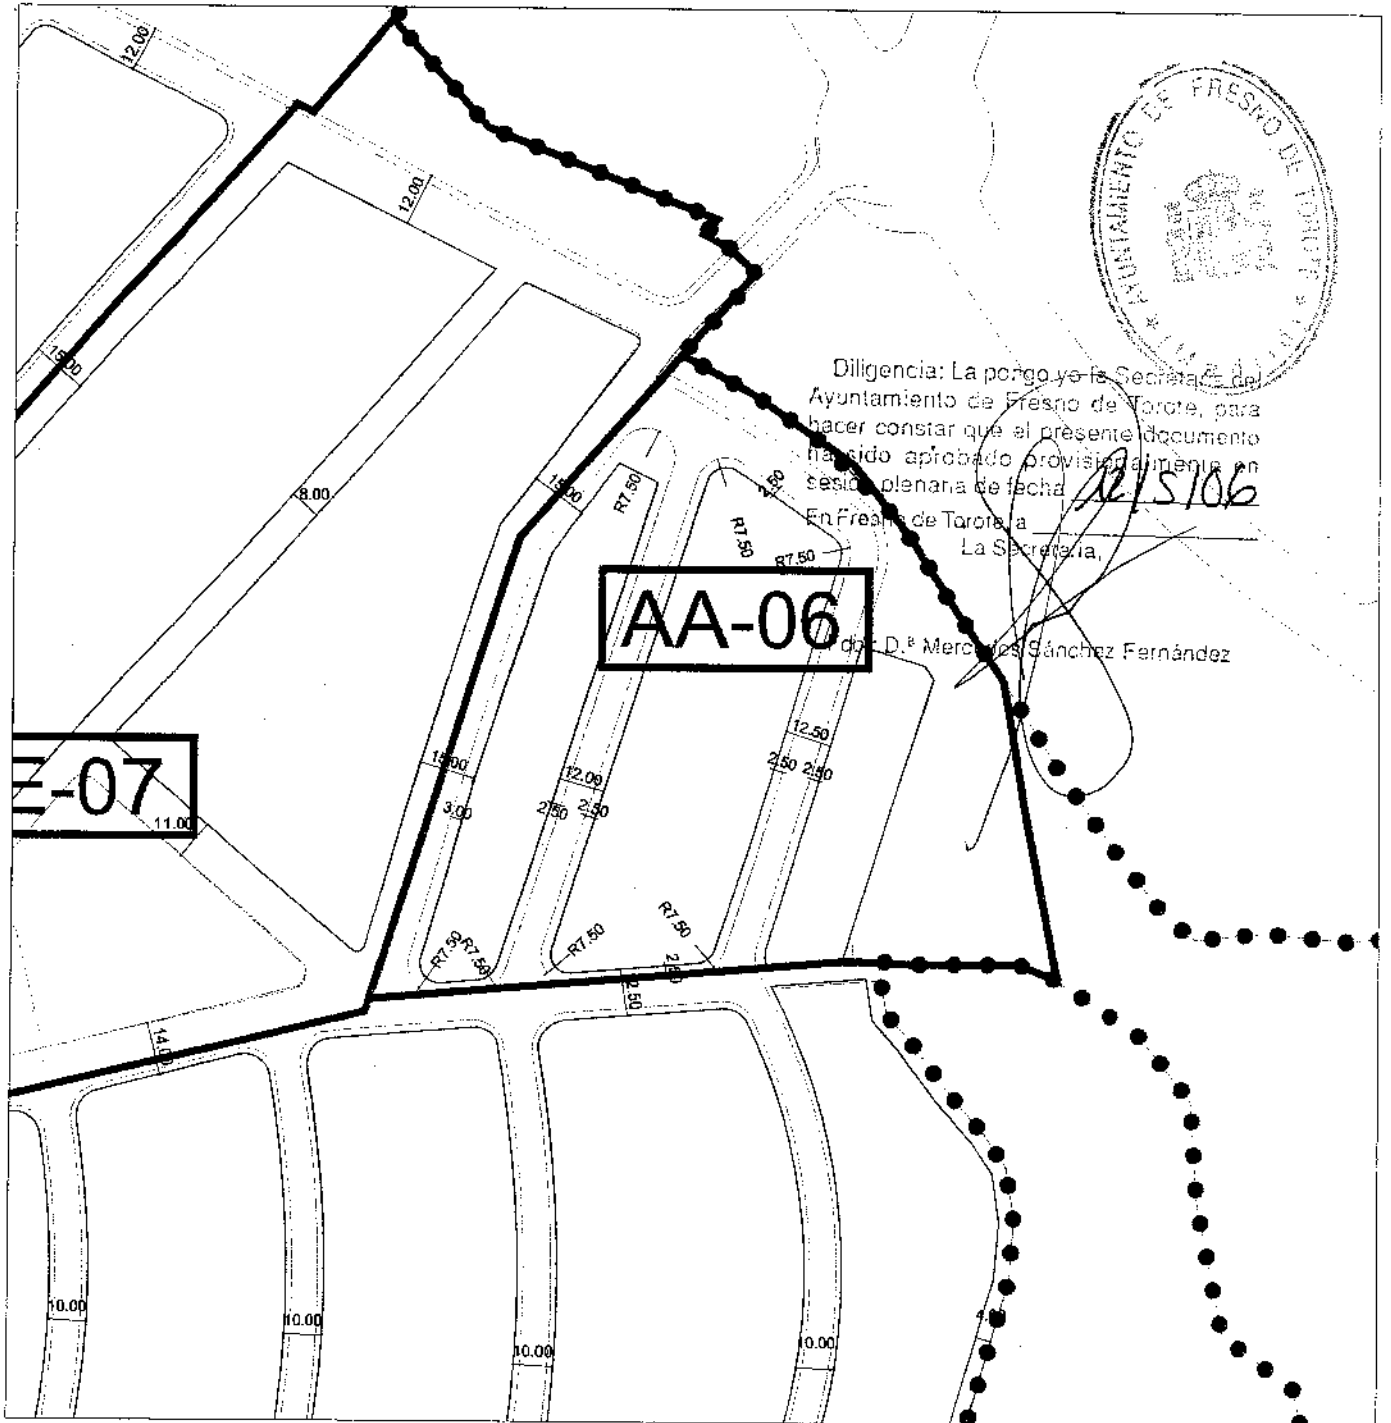 12.00
AYUNTAMIENTO DE FRESNO DE TOROTE
12.00
15.00
Diligencia: La pongo yo la Secretaria del
Ayuntamiento de Fresno de Torote, para
hacer constar que el presente documento
ha sido aprobado provisionalmente en
sesión plenaria de fecha 22/5/06
En Fresno de Torote, a
La Secretaria,
Fdo.: D.ª Mercedes Sánchez Fernández
8.00
15.00
R7.50
2.50
R7.50
R7.50
AA-06
12.50
2.50 2.50
15.00
12.00
3.00
2.50 2.50
E-07
11.00
R7.50
R7.50
R7.50
R7.50
14.00
10.00
10.00
10.00
10.00